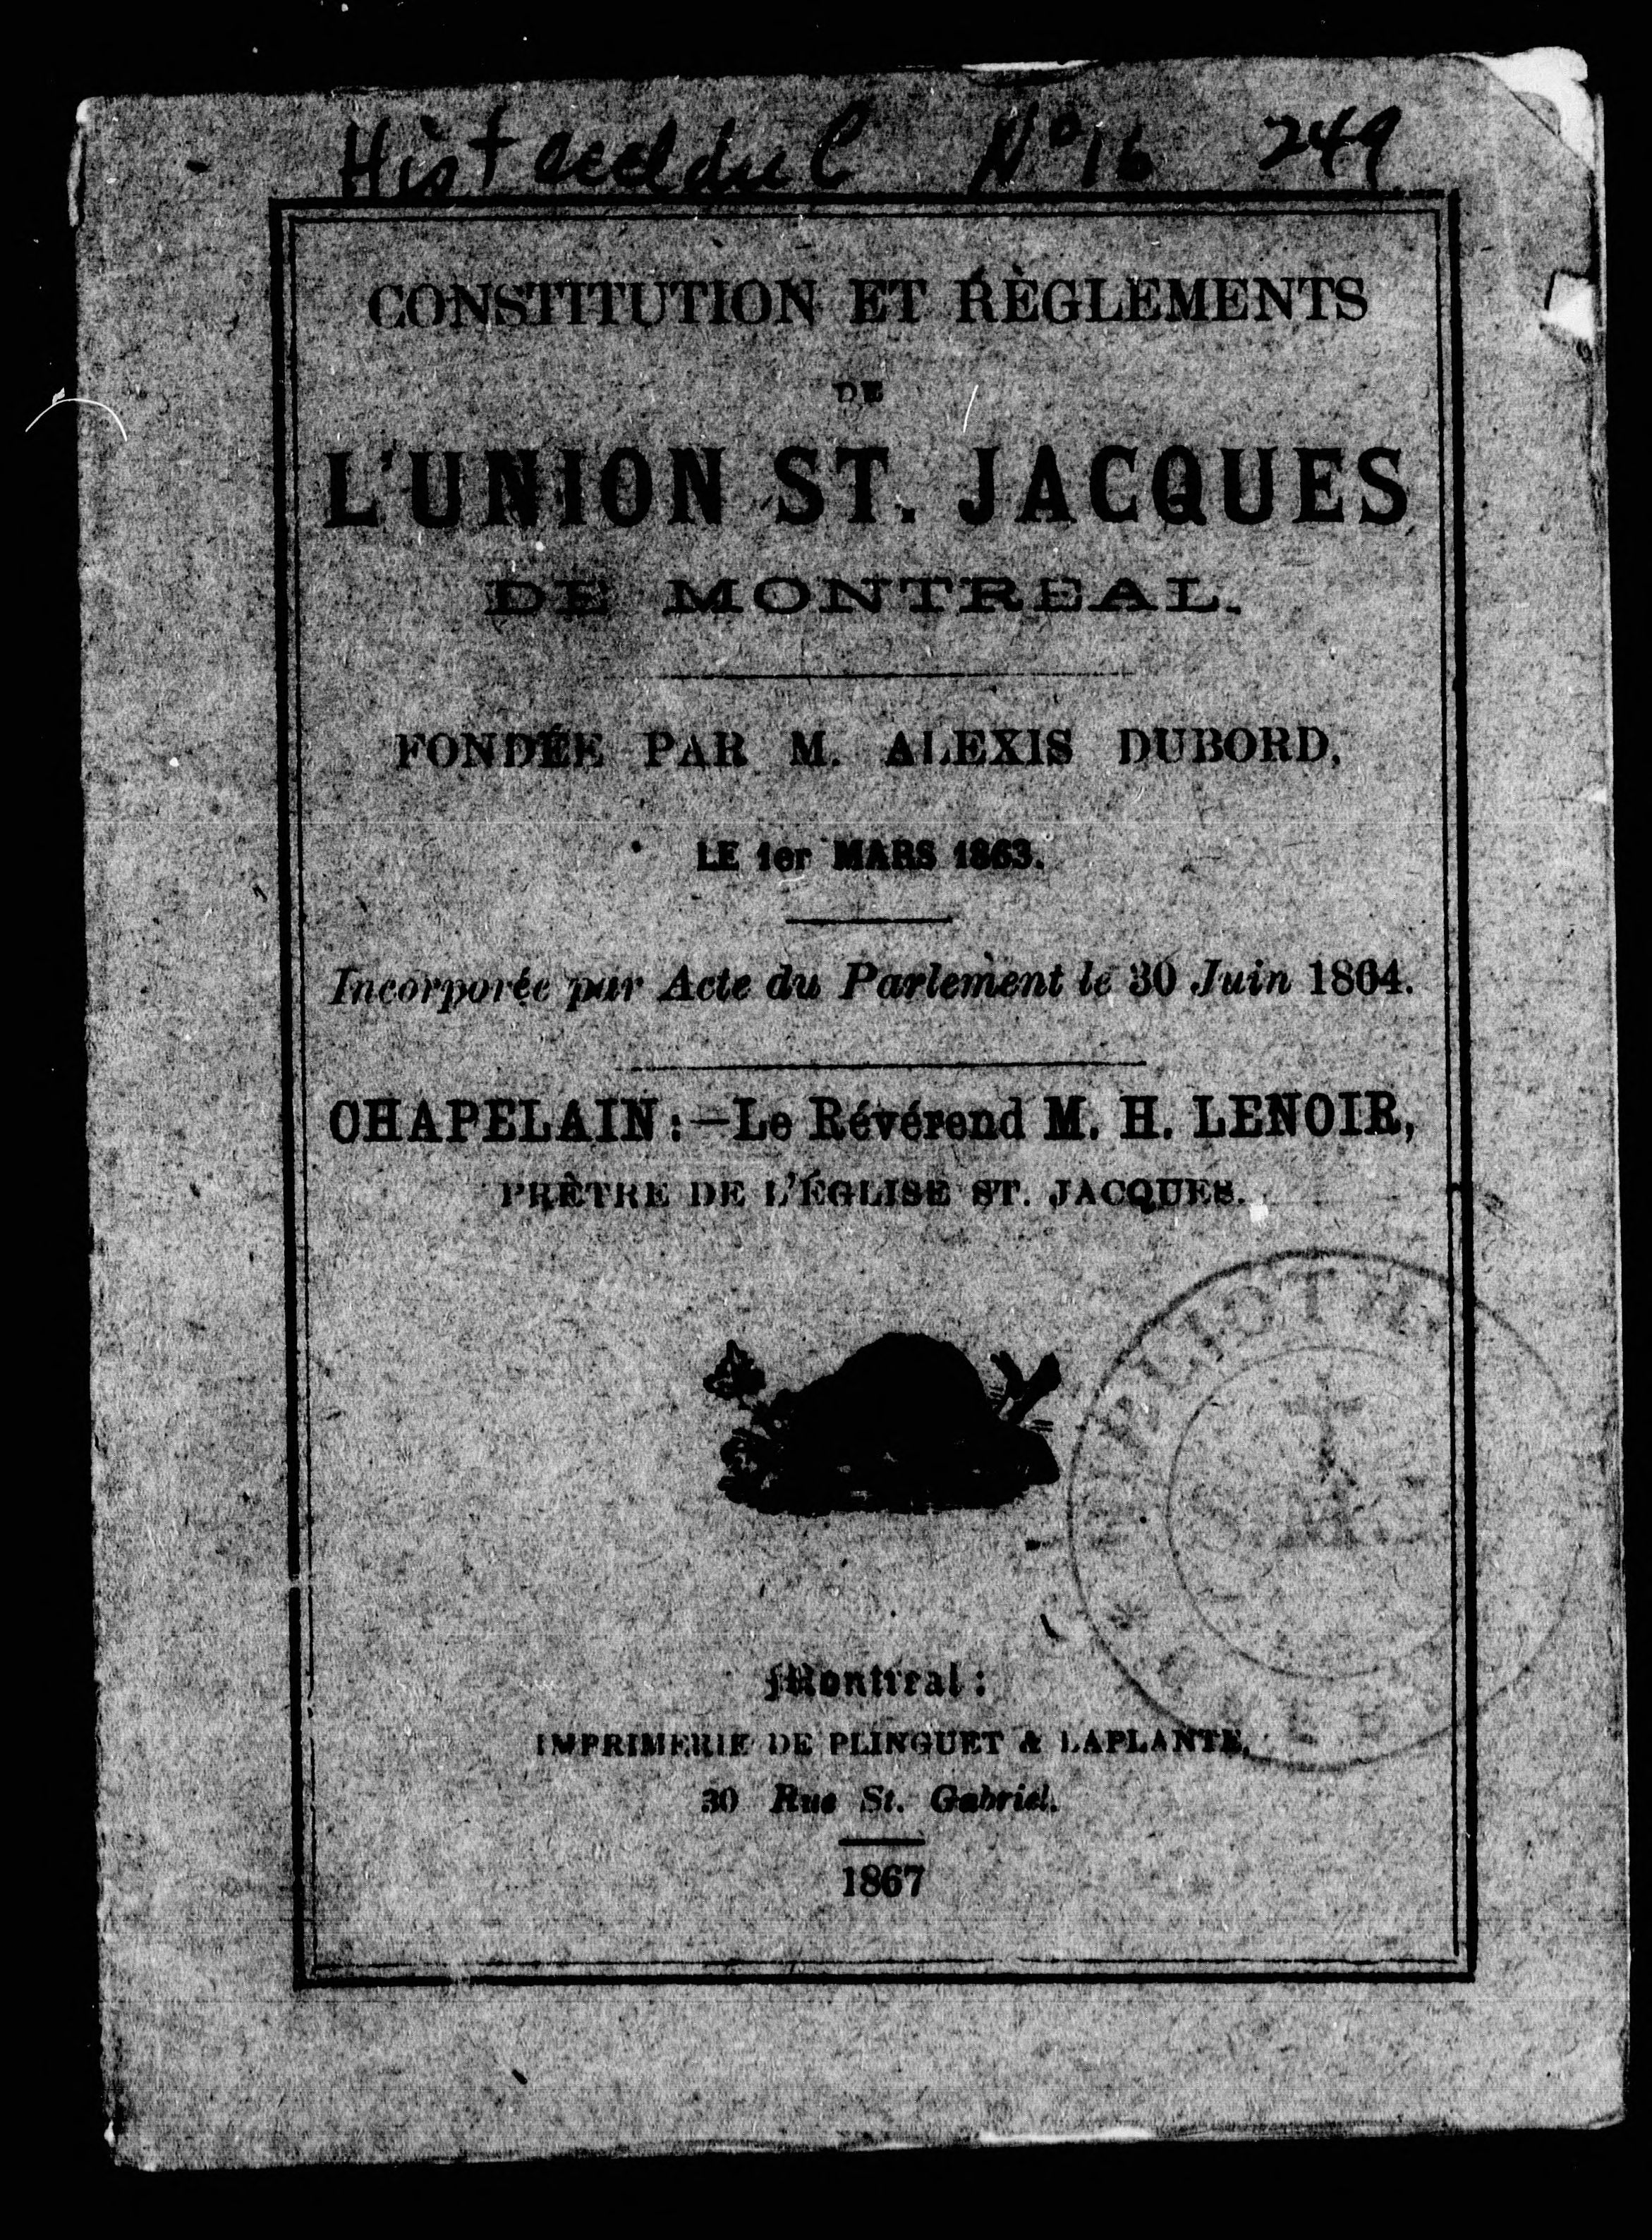 Hist eccl du C No 16 249
CONSTITUTION ET RÈGLEMENTS
DE
L'UNION ST. JACQUES
DE MONTREAL.
FONDÉE PAR M. ALEXIS DUBORD,
LE 1er MARS 1863.
Incorporée par Acte du Parlement le 30 Juin 1864.
CHAPELAIN:—Le Révérend M. H. LENOIR,
PRÊTRE DE L'ÉGLISE ST. JACQUES.
Montreal:
IMPRIMERIE DE PLINGUET & LAPLANTE,
30 Rue St. Gabriel.
1867